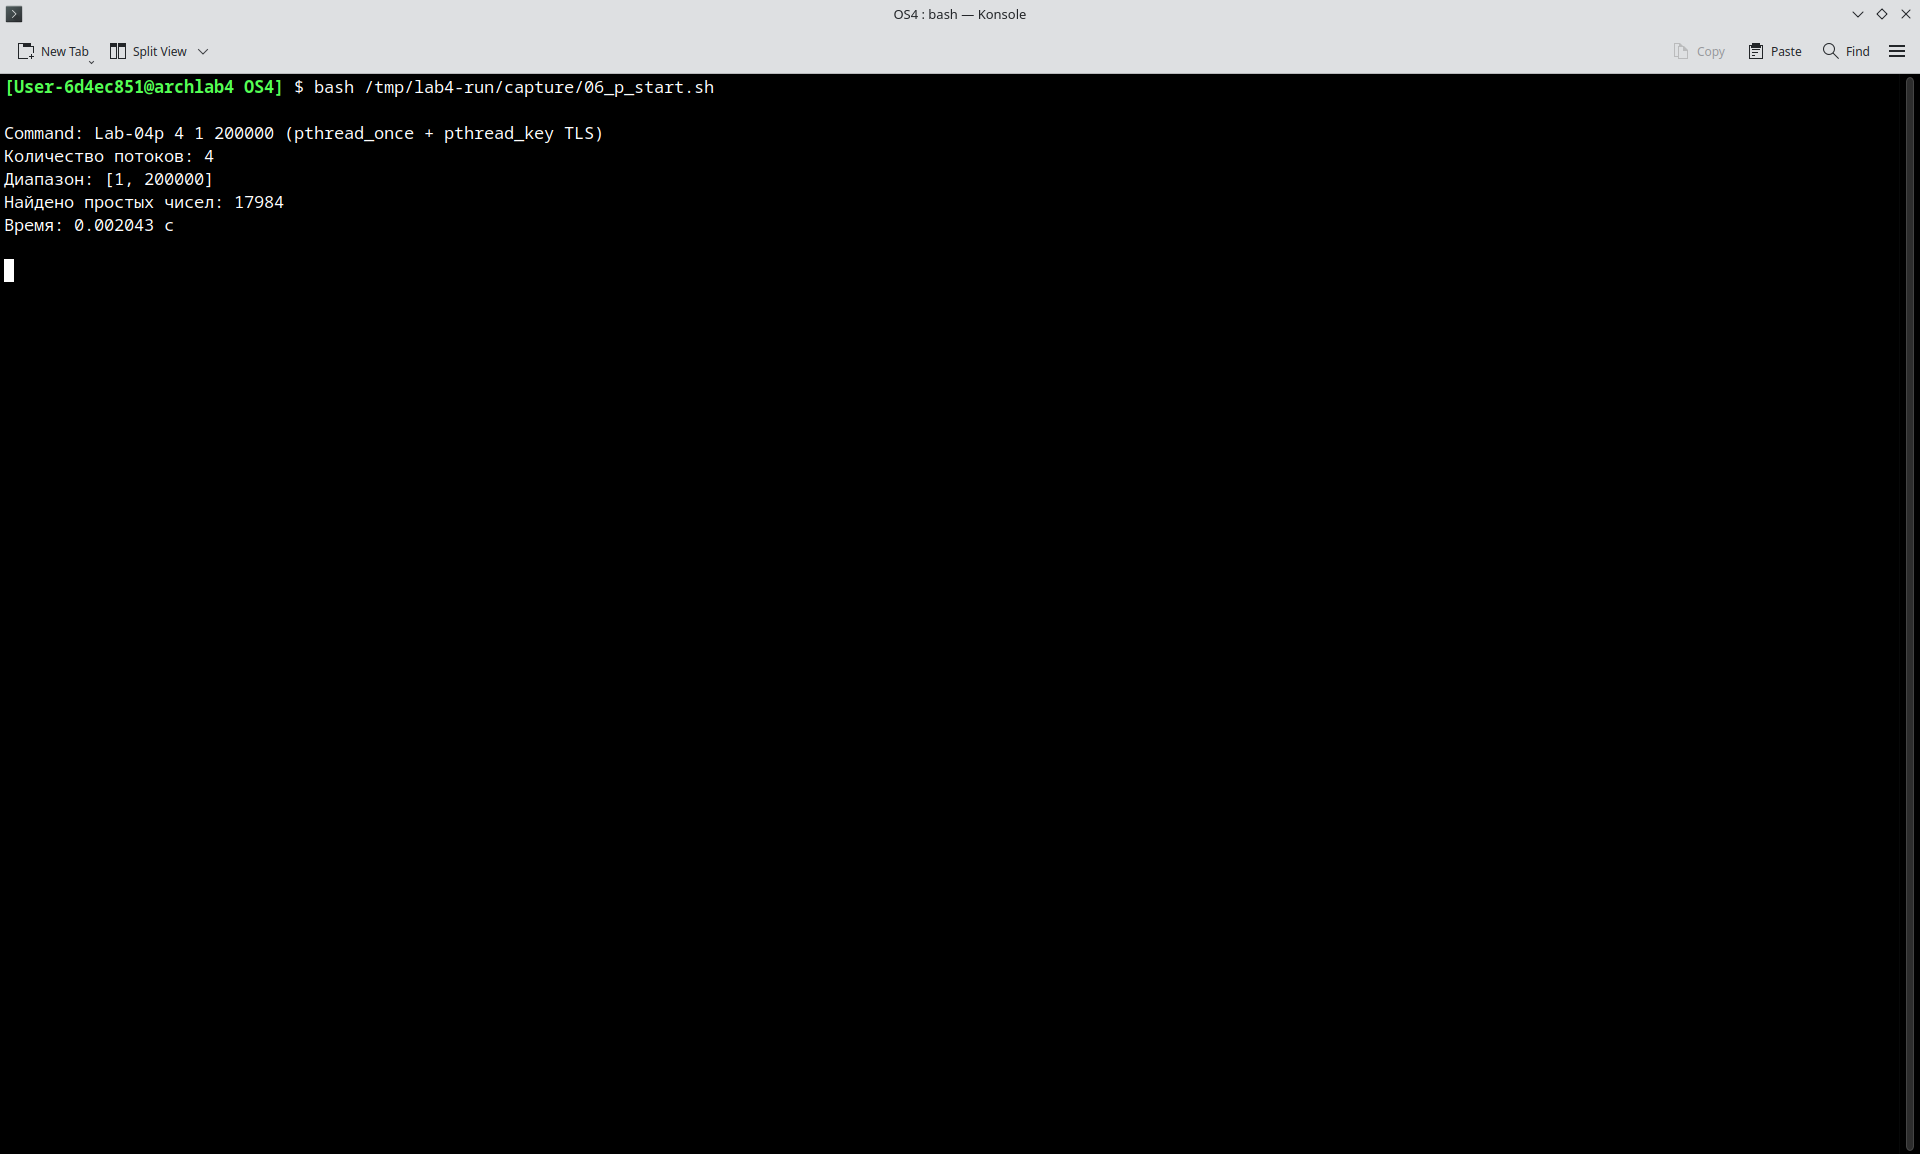 OS4 : bash — Konsole
New Tab
Split View
Copy
Paste
Find
[User-6d4ec851@archlab4 OS4] $ bash /tmp/lab4-run/capture/06_p_start.sh
Command: Lab-04p 4 1 200000 (pthread_once + pthread_key TLS)
Количество потоков: 4
Диапазон: [1, 200000]
Найдено простых чисел: 17984
Время: 0.002043 с